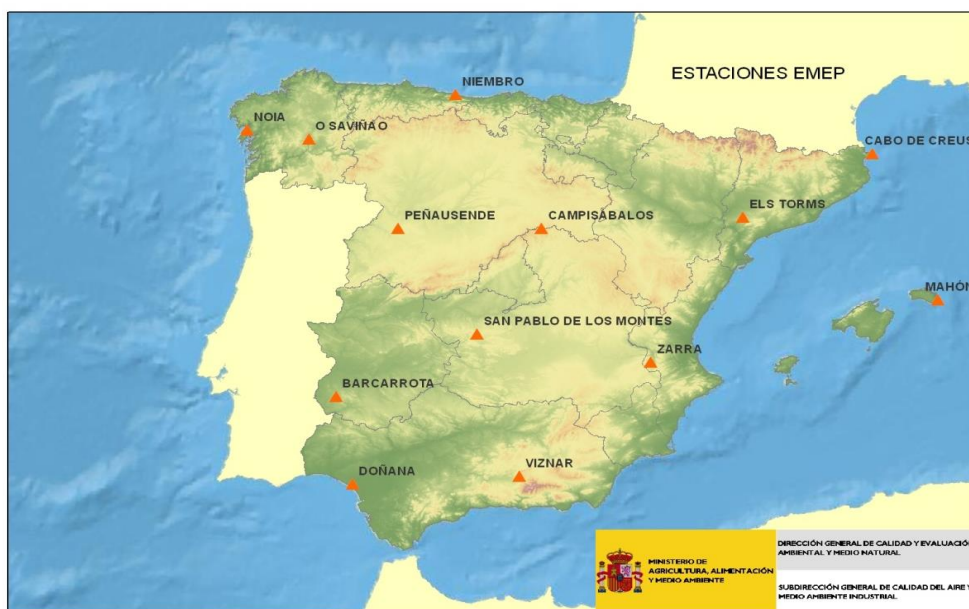 ESTACIONES EMEP
NIEMBRO
NOIA
O SAVIÑAO
CABO DE CREUS
PEÑAUSENDE
CAMPISÁBALOS
ELS TORMS
MAHÓN
SAN PABLO DE LOS MONTES
ZARRA
BARCARROTA
DOÑANA
VIZNAR
MINISTERIO DE
AGRICULTURA, ALIMENTACIÓN
Y MEDIO AMBIENTE
DIRECCIÓN GENERAL DE CALIDAD Y EVALUACIÓ
AMBIENTAL Y MEDIO NATURAL
SUBDIRECCIÓN GENERAL DE CALIDAD DEL AIRE Y
MEDIO AMBIENTE INDUSTRIAL